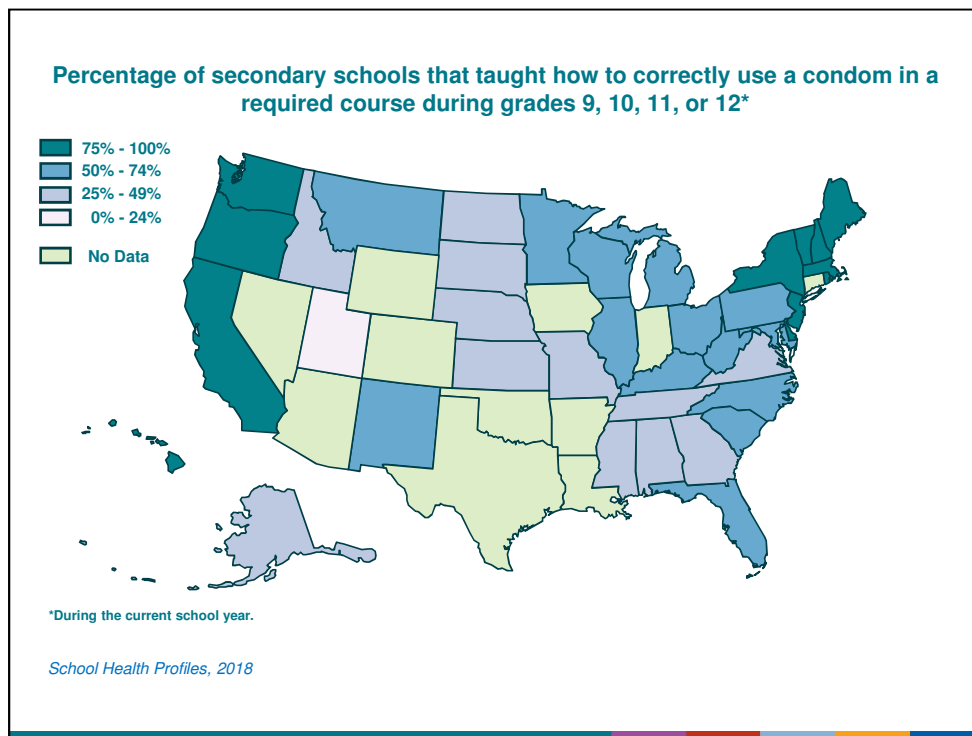 Percentage of secondary schools that taught how to correctly use a condom in a
required course during grades 9, 10, 11, or 12*
75% - 100%
50% - 74%
25% - 49%
0% - 24%
No Data
*During the current school year.
School Health Profiles, 2018